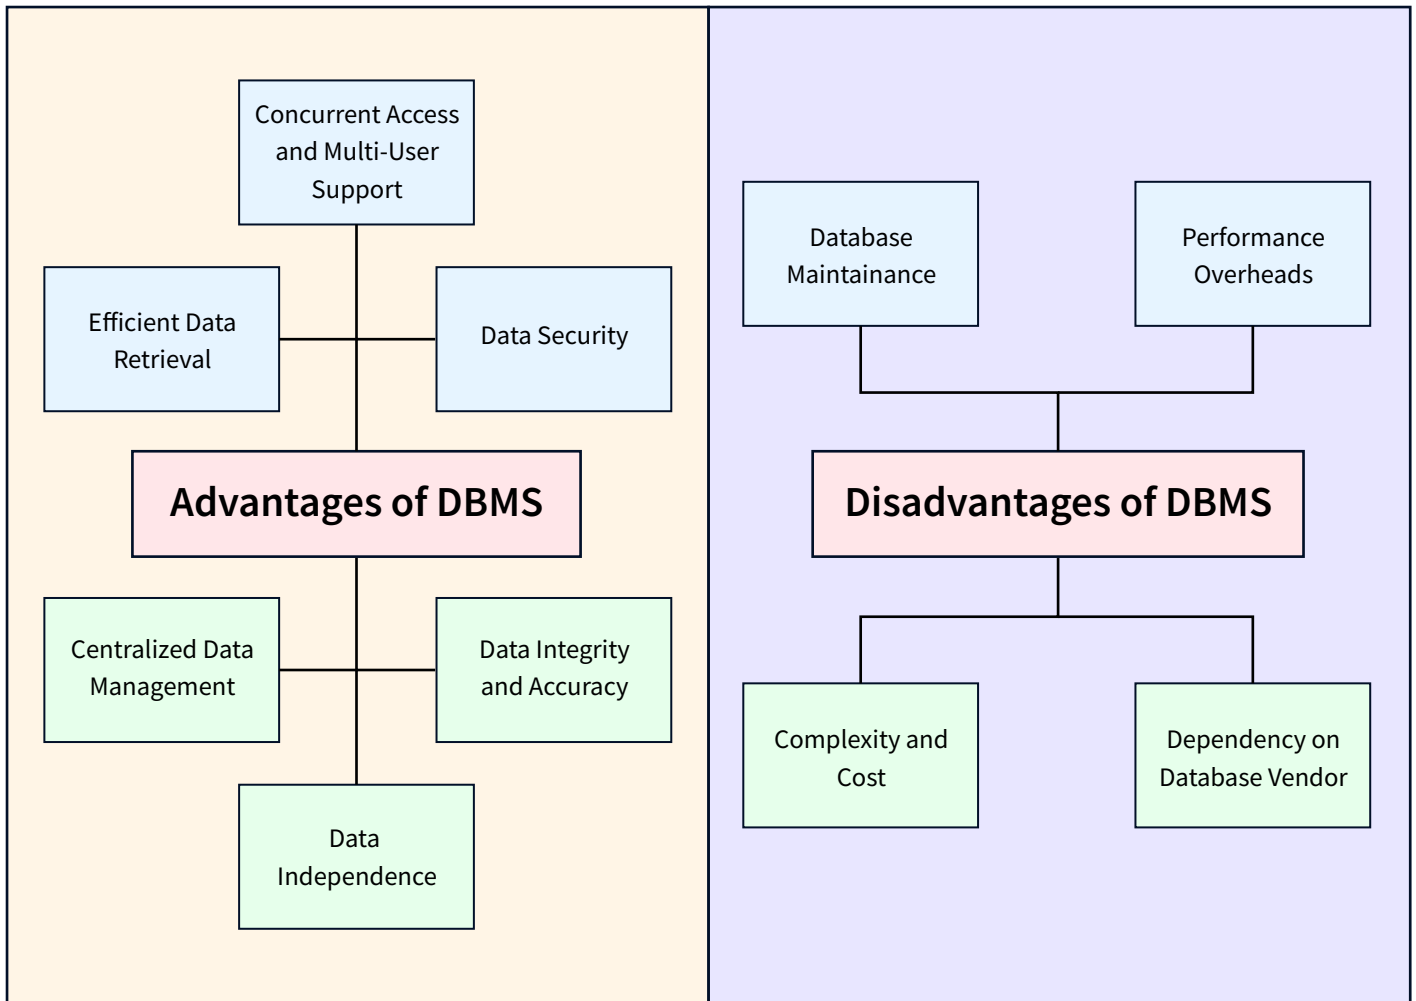 Concurrent Access
and Multi-User
Support
Efficient Data
Retrieval
Data Security
Advantages of DBMS
Centralized Data
Management
Data Integrity
and Accuracy
Data
Independence
Database
Maintainance
Performance
Overheads
Disadvantages of DBMS
Complexity and
Cost
Dependency on
Database Vendor